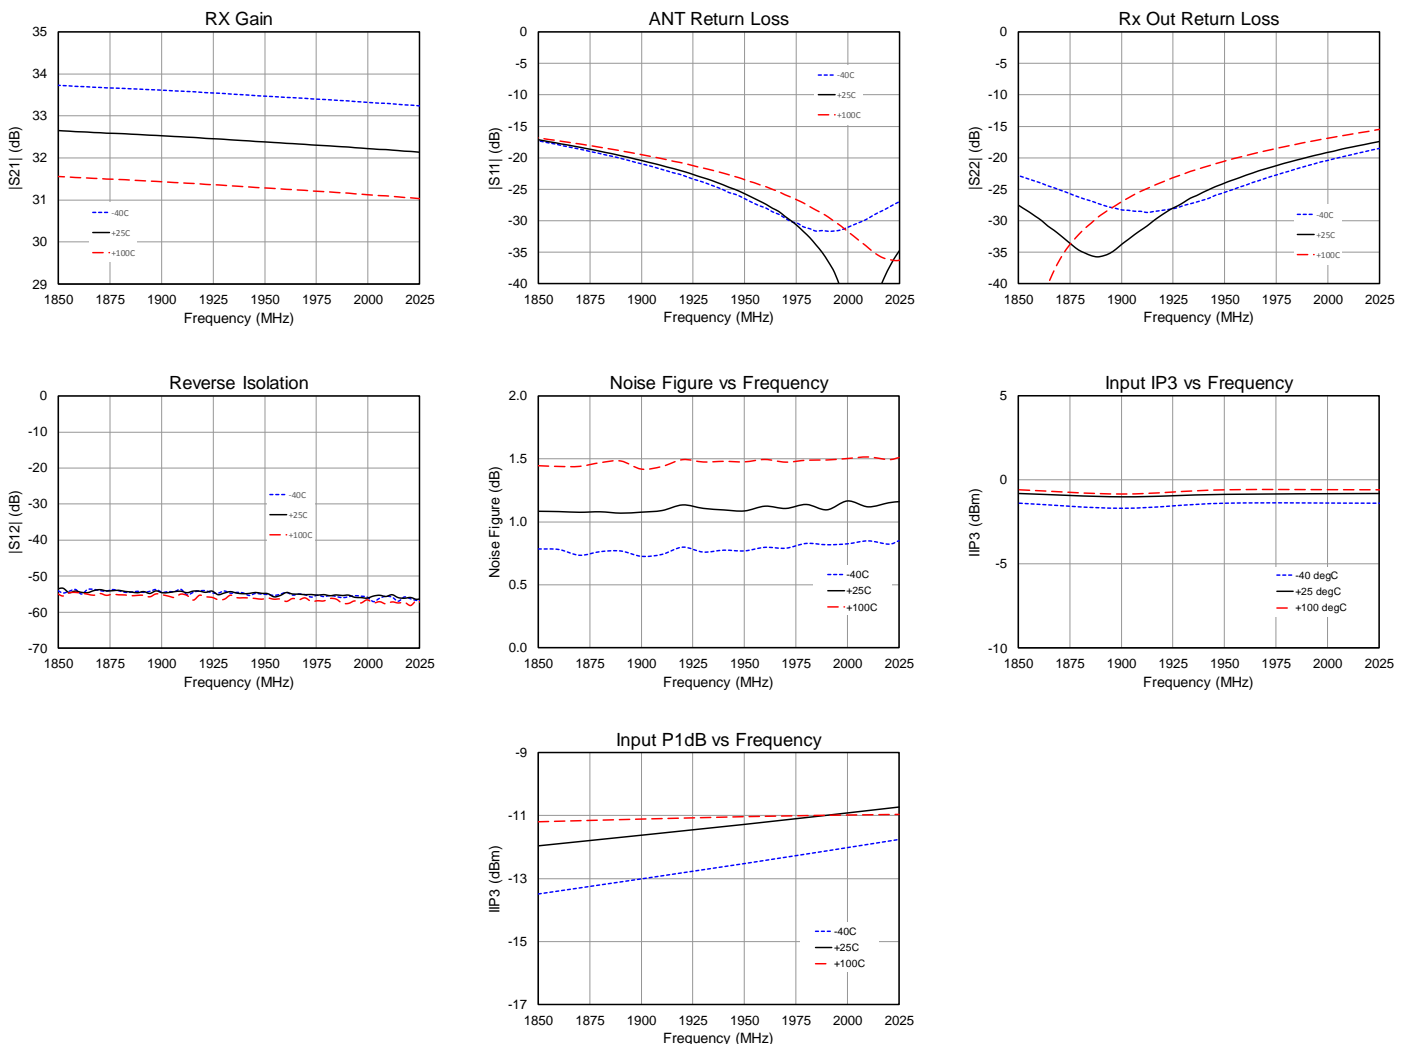 RX Gain
35
34
33
32
31
30
29
|S21| (dB)
-40C
+25C
+100C
1850 1875 1900 1925 1950 1975 2000 2025
Frequency (MHz)
ANT Return Loss
0
-5
-10
-15
-20
-25
-30
-35
-40
|S11| (dB)
-40C
+25C
+100C
1850 1875 1900 1925 1950 1975 2000 2025
Frequency (MHz)
Rx Out Return Loss
0
-5
-10
-15
-20
-25
-30
-35
-40
|S22| (dB)
-40C
+25C
+100C
1850 1875 1900 1925 1950 1975 2000 2025
Frequency (MHz)
Reverse Isolation
0
-10
-20
-30
-40
-50
-60
-70
|S12| (dB)
-40C
+25C
+100C
1850 1875 1900 1925 1950 1975 2000 2025
Frequency (MHz)
Noise Figure vs Frequency
2.0
1.5
1.0
0.5
0.0
Noise Figure (dB)
-40C
+25C
+100C
1850 1875 1900 1925 1950 1975 2000 2025
Frequency (MHz)
Input IP3 vs Frequency
5
0
-5
-10
IIP3 (dBm)
-40 degC
+25 degC
+100 degC
1850 1875 1900 1925 1950 1975 2000 2025
Frequency (MHz)
Input P1dB vs Frequency
-9
-11
-13
-15
-17
IIP3 (dBm)
-40C
+25C
+100C
1850 1875 1900 1925 1950 1975 2000 2025
Frequency (MHz)